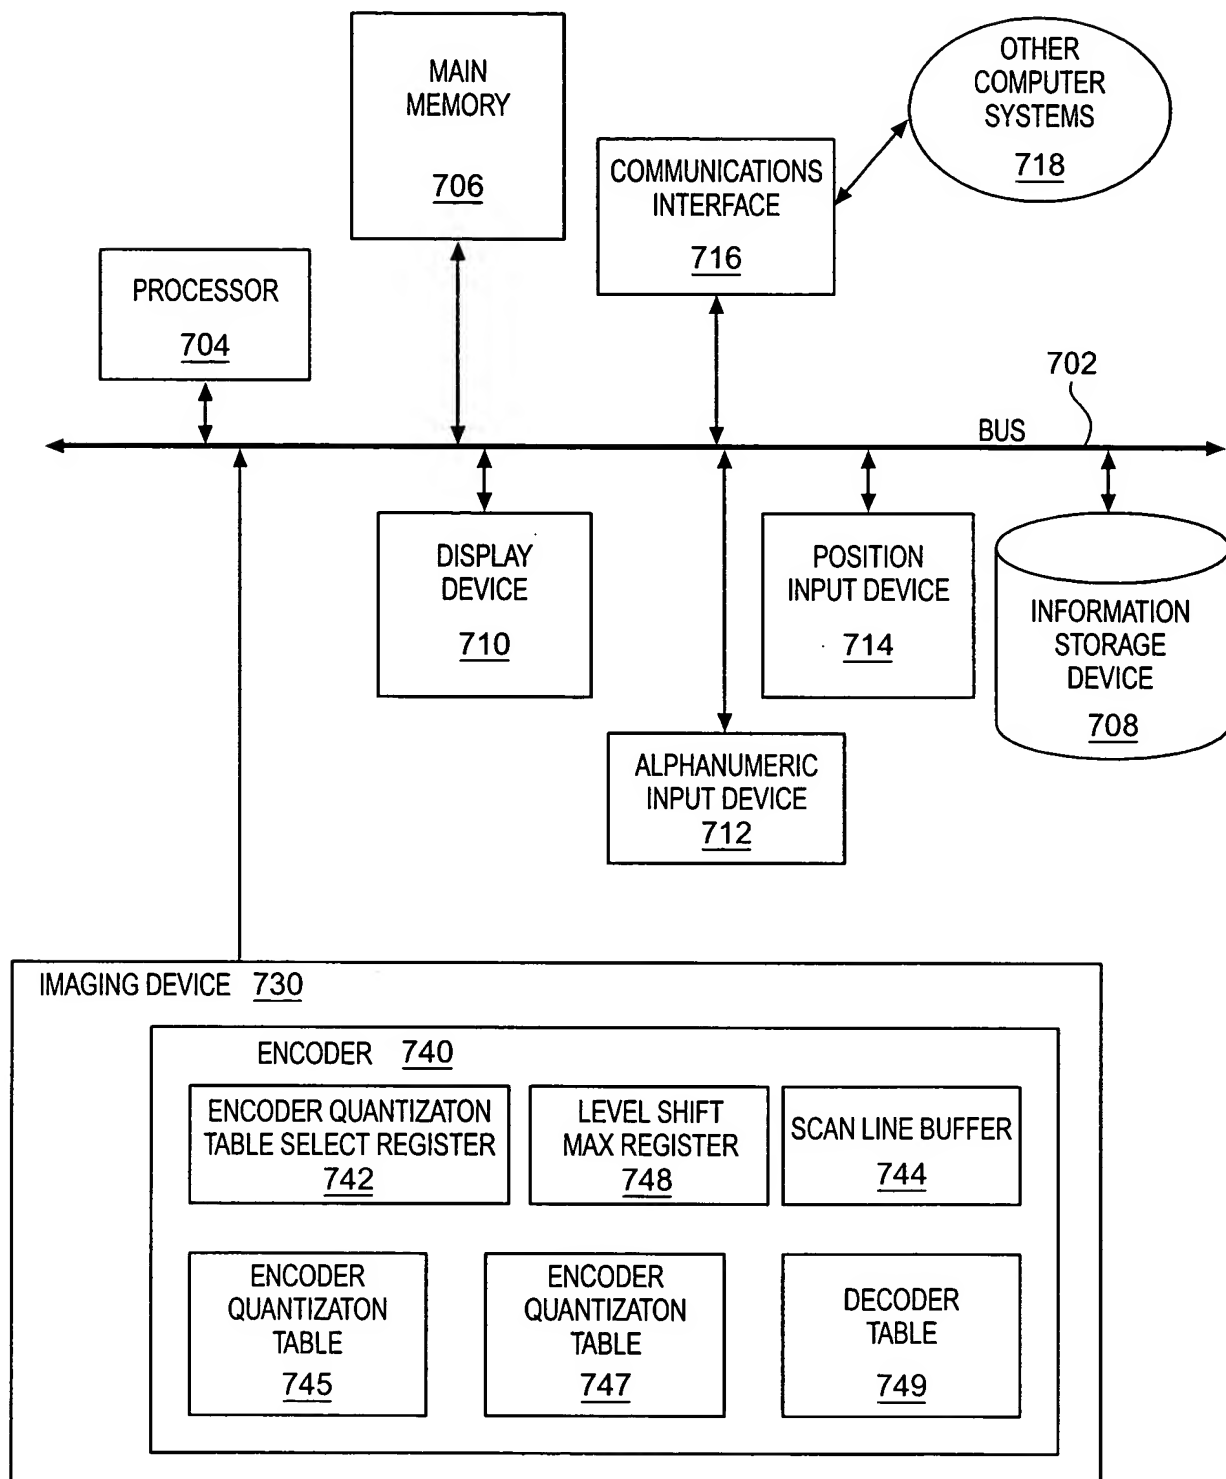 MAIN
MEMORY
706
OTHER
COMPUTER
SYSTEMS
718
COMMUNICATIONS
INTERFACE
716
PROCESSOR
704
702
BUS
DISPLAY
DEVICE
710
POSITION
INPUT DEVICE
714
INFORMATION
STORAGE
DEVICE
708
ALPHANUMERIC
INPUT DEVICE
712
IMAGING DEVICE 730
ENCODER 740
ENCODER QUANTIZATON
TABLE SELECT REGISTER
742
LEVEL SHIFT
MAX REGISTER
748
SCAN LINE BUFFER
744
ENCODER
QUANTIZATON
TABLE
745
ENCODER
QUANTIZATON
TABLE
747
DECODER
TABLE
749